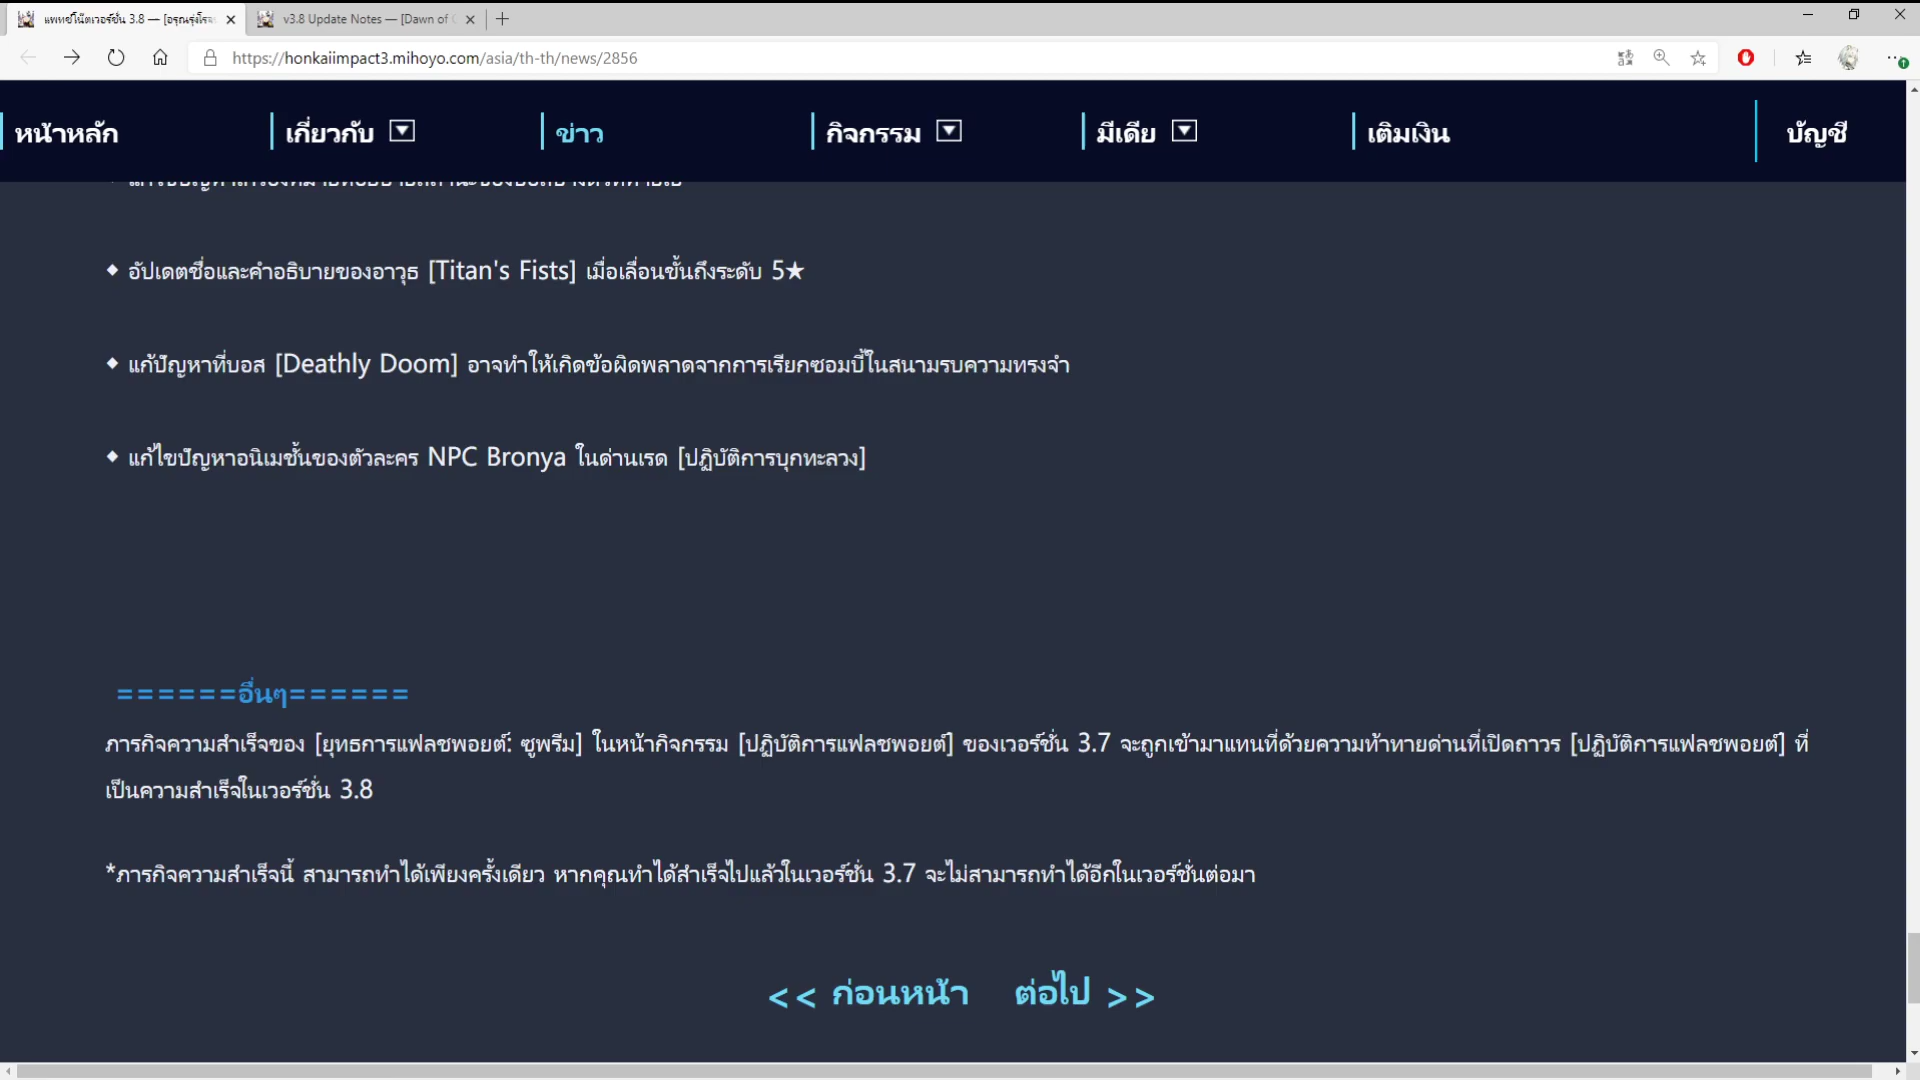 แพทช์โน๊ตเวอร์ชั่น 3.8 — [อรุณรุ่ง
v3.8 Update Notes — [Dawn of
https://honkaiimpact3.mihoyo.com/asia/th-th/news/2856
หน้าหลัก
เกี่ยวกับ
ข่าว
กิจกรรม
มีเดีย
เติมเงิน
บัญชี
◆ อัปเดตชื่อและคำอธิบายของอาวุธ [Titan's Fists] เมื่อเลื่อนขั้นถึงระดับ 5★
◆ แก้ปัญหาที่บอส [Deathly Doom] อาจทำให้เกิดข้อผิดพลาดจากการเรียกซอมบี้ในสนามรบความทรงจำ
◆ แก้ไขปัญหาอนิเมชั้นของตัวละคร NPC Bronya ในด่านเรด [ปฏิบัติการบุกทะลวง]
======อื่นๆ======
ภารกิจความสำเร็จของ [ยุทธการแฟลชพอยต์: ซูพรีม] ในหน้ากิจกรรม [ปฏิบัติการแฟลชพอยต์] ของเวอร์ชั่น 3.7 จะถูกเข้ามาแทนที่ด้วยความท้าทายด่านที่เปิดถาวร [ปฏิบัติการแฟลชพอยต์] ที่
เป็นความสำเร็จในเวอร์ชั่น 3.8
*ภารกิจความสำเร็จนี้ สามารถทำได้เพียงครั้งเดียว หากคุณทำได้สำเร็จไปแล้วในเวอร์ชั่น 3.7 จะไม่สามารถทำได้อีกในเวอร์ชั่นต่อมา
<< ก่อนหน้า ต่อไป >>